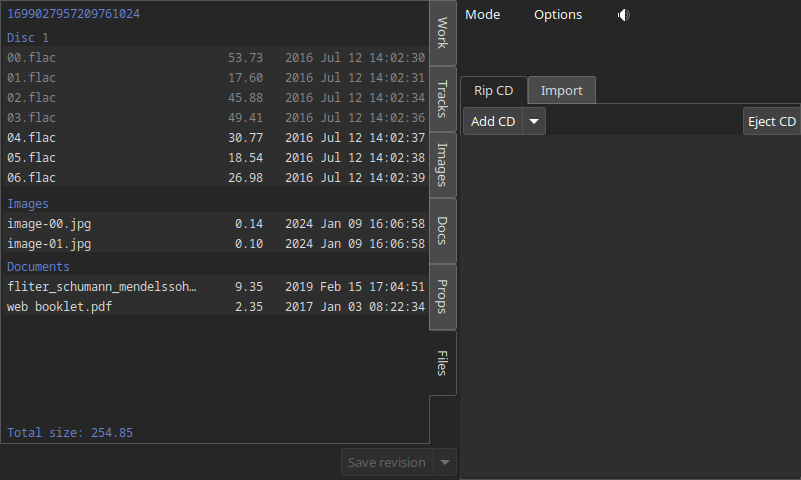 1699027957209761024
Disc 1
00.flac 53.73 2016 Jul 12 14:02:30
01.flac 17.60 2016 Jul 12 14:02:31
02.flac 45.88 2016 Jul 12 14:02:34
03.flac 49.41 2016 Jul 12 14:02:36
04.flac 30.77 2016 Jul 12 14:02:37
05.flac 18.54 2016 Jul 12 14:02:38
06.flac 26.98 2016 Jul 12 14:02:39
Images
image-00.jpg 0.14 2024 Jan 09 16:06:58
image-01.jpg 0.10 2024 Jan 09 16:06:58
Documents
fliter_schumann_mendelssoh… 9.35 2019 Feb 15 17:04:51
web booklet.pdf 2.35 2017 Jan 03 08:22:34
Total size: 254.85
Work
Tracks
Images
Docs
Props
Files
Save revision
Mode Options
Rip CD Import
Add CD Eject CD